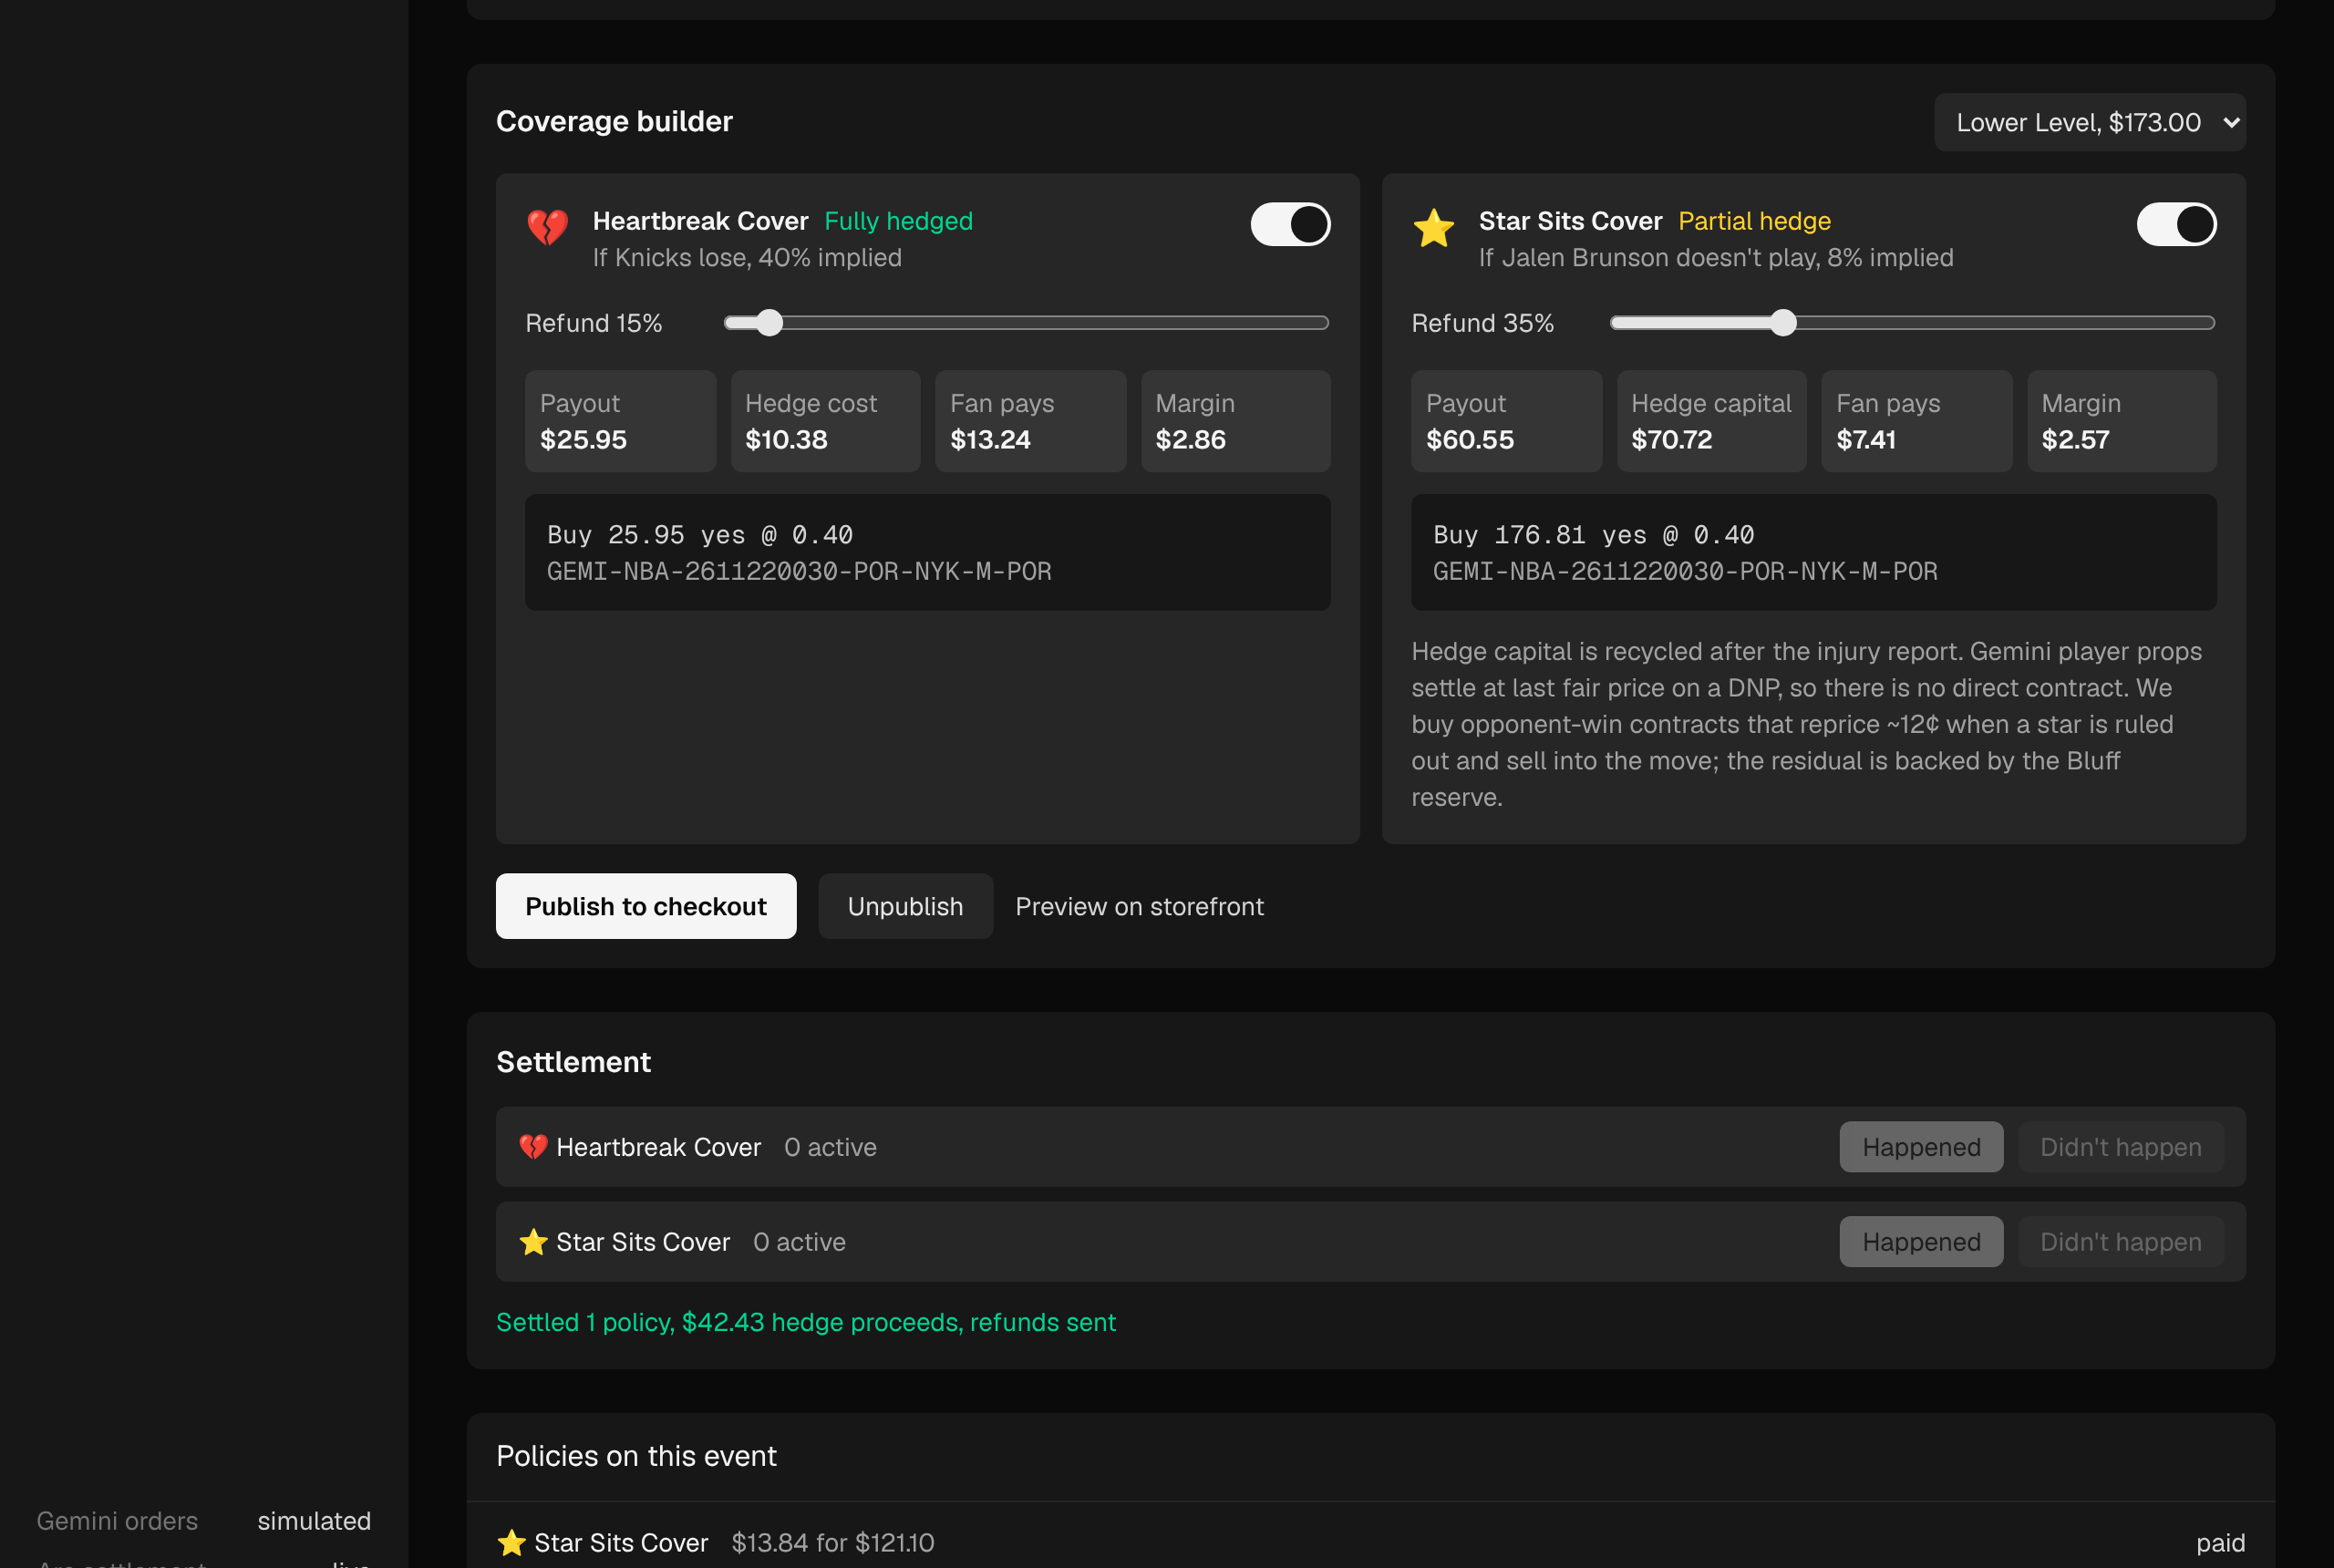 Coverage builder
Lower Level, $173.00
Heartbreak Cover Fully hedged
If Knicks lose, 40% implied
Refund 15%
Payout
$25.95
Hedge cost
$10.38
Fan pays
$13.24
Margin
$2.86
Buy 25.95 yes @ 0.40
GEMI-NBA-2611220030-POR-NYK-M-POR
Star Sits Cover Partial hedge
If Jalen Brunson doesn't play, 8% implied
Refund 35%
Payout
$60.55
Hedge capital
$70.72
Fan pays
$7.41
Margin
$2.57
Buy 176.81 yes @ 0.40
GEMI-NBA-2611220030-POR-NYK-M-POR
Hedge capital is recycled after the injury report. Gemini player props
settle at last fair price on a DNP, so there is no direct contract. We
buy opponent-win contracts that reprice ~12¢ when a star is ruled
out and sell into the move; the residual is backed by the Bluff
reserve.
Publish to checkout
Unpublish
Preview on storefront
Settlement
Heartbreak Cover 0 active
Happened
Didn't happen
Star Sits Cover 0 active
Happened
Didn't happen
Settled 1 policy, $42.43 hedge proceeds, refunds sent
Policies on this event
Star Sits Cover $13.84 for $121.10
paid
Gemini orders simulated